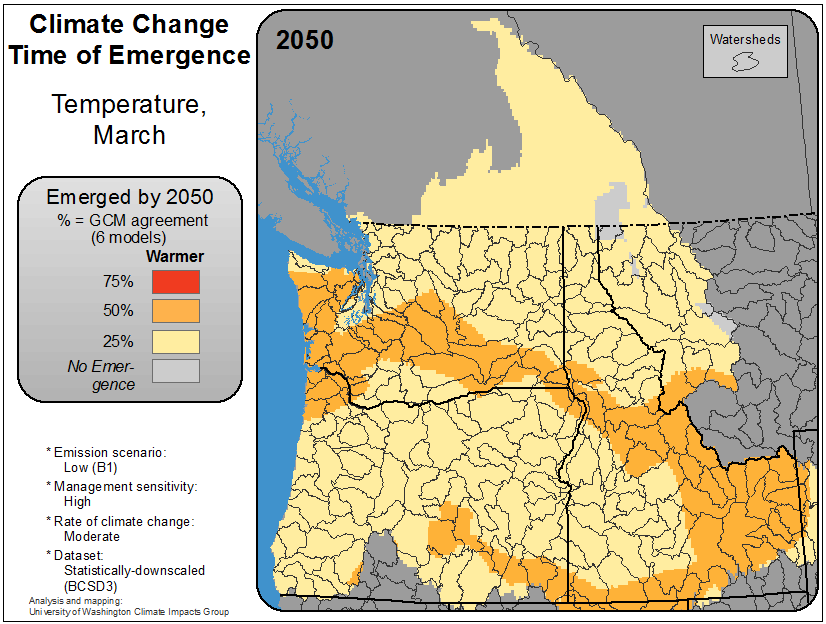 Climate Change
Time of Emergence
Temperature,
March
Emerged by 2050
% = GCM agreement
(6 models)
Warmer
75%
50%
25%
No Emer-
gence
* Emission scenario:
Low (B1)
* Management sensitivity:
High
* Rate of climate change:
Moderate
* Dataset:
Statistically-downscaled
(BCSD3)
Analysis and mapping:
University of Washington Climate Impacts Group
2050
Watersheds